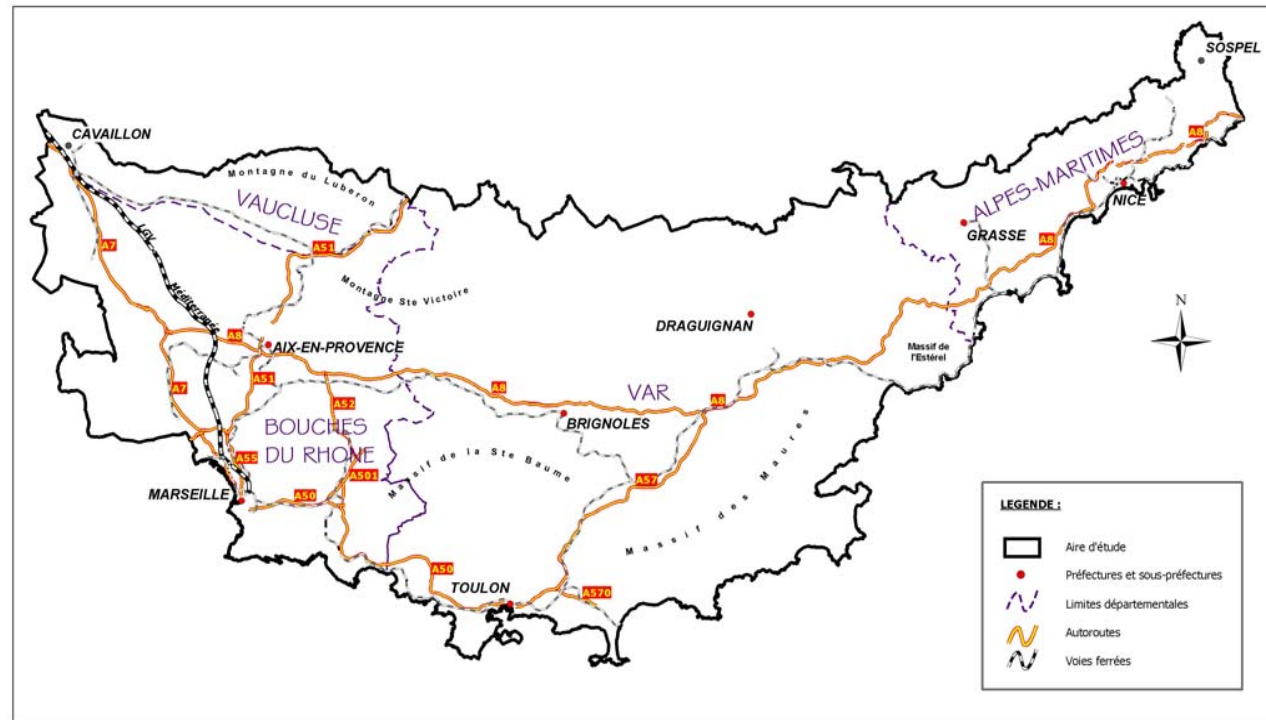 SOSPEL
A8
CAVAILLON
ALPES-MARITIMES
Montagne du Luberon
NICE
VAUCLUSE
GRASSE
LGV
A7
A51
A8
Méditerranée
Montagne Ste Victoire
N
DRAGUIGNAN
A8
AIX-EN-PROVENCE
Massif de
l'Estérel
A51
A7
A52
A8
VAR
A8
BRIGNOLES
BOUCHES
DU RHONE
A55
A501
Massif de la Ste Baume
A57
Massif des Maures
MARSEILLE
A50
A50
TOULON
A570
LEGENDE :
Aire d'étude
Préfectures et sous-préfectures
Limites départementales
Autoroutes
Voies ferrées